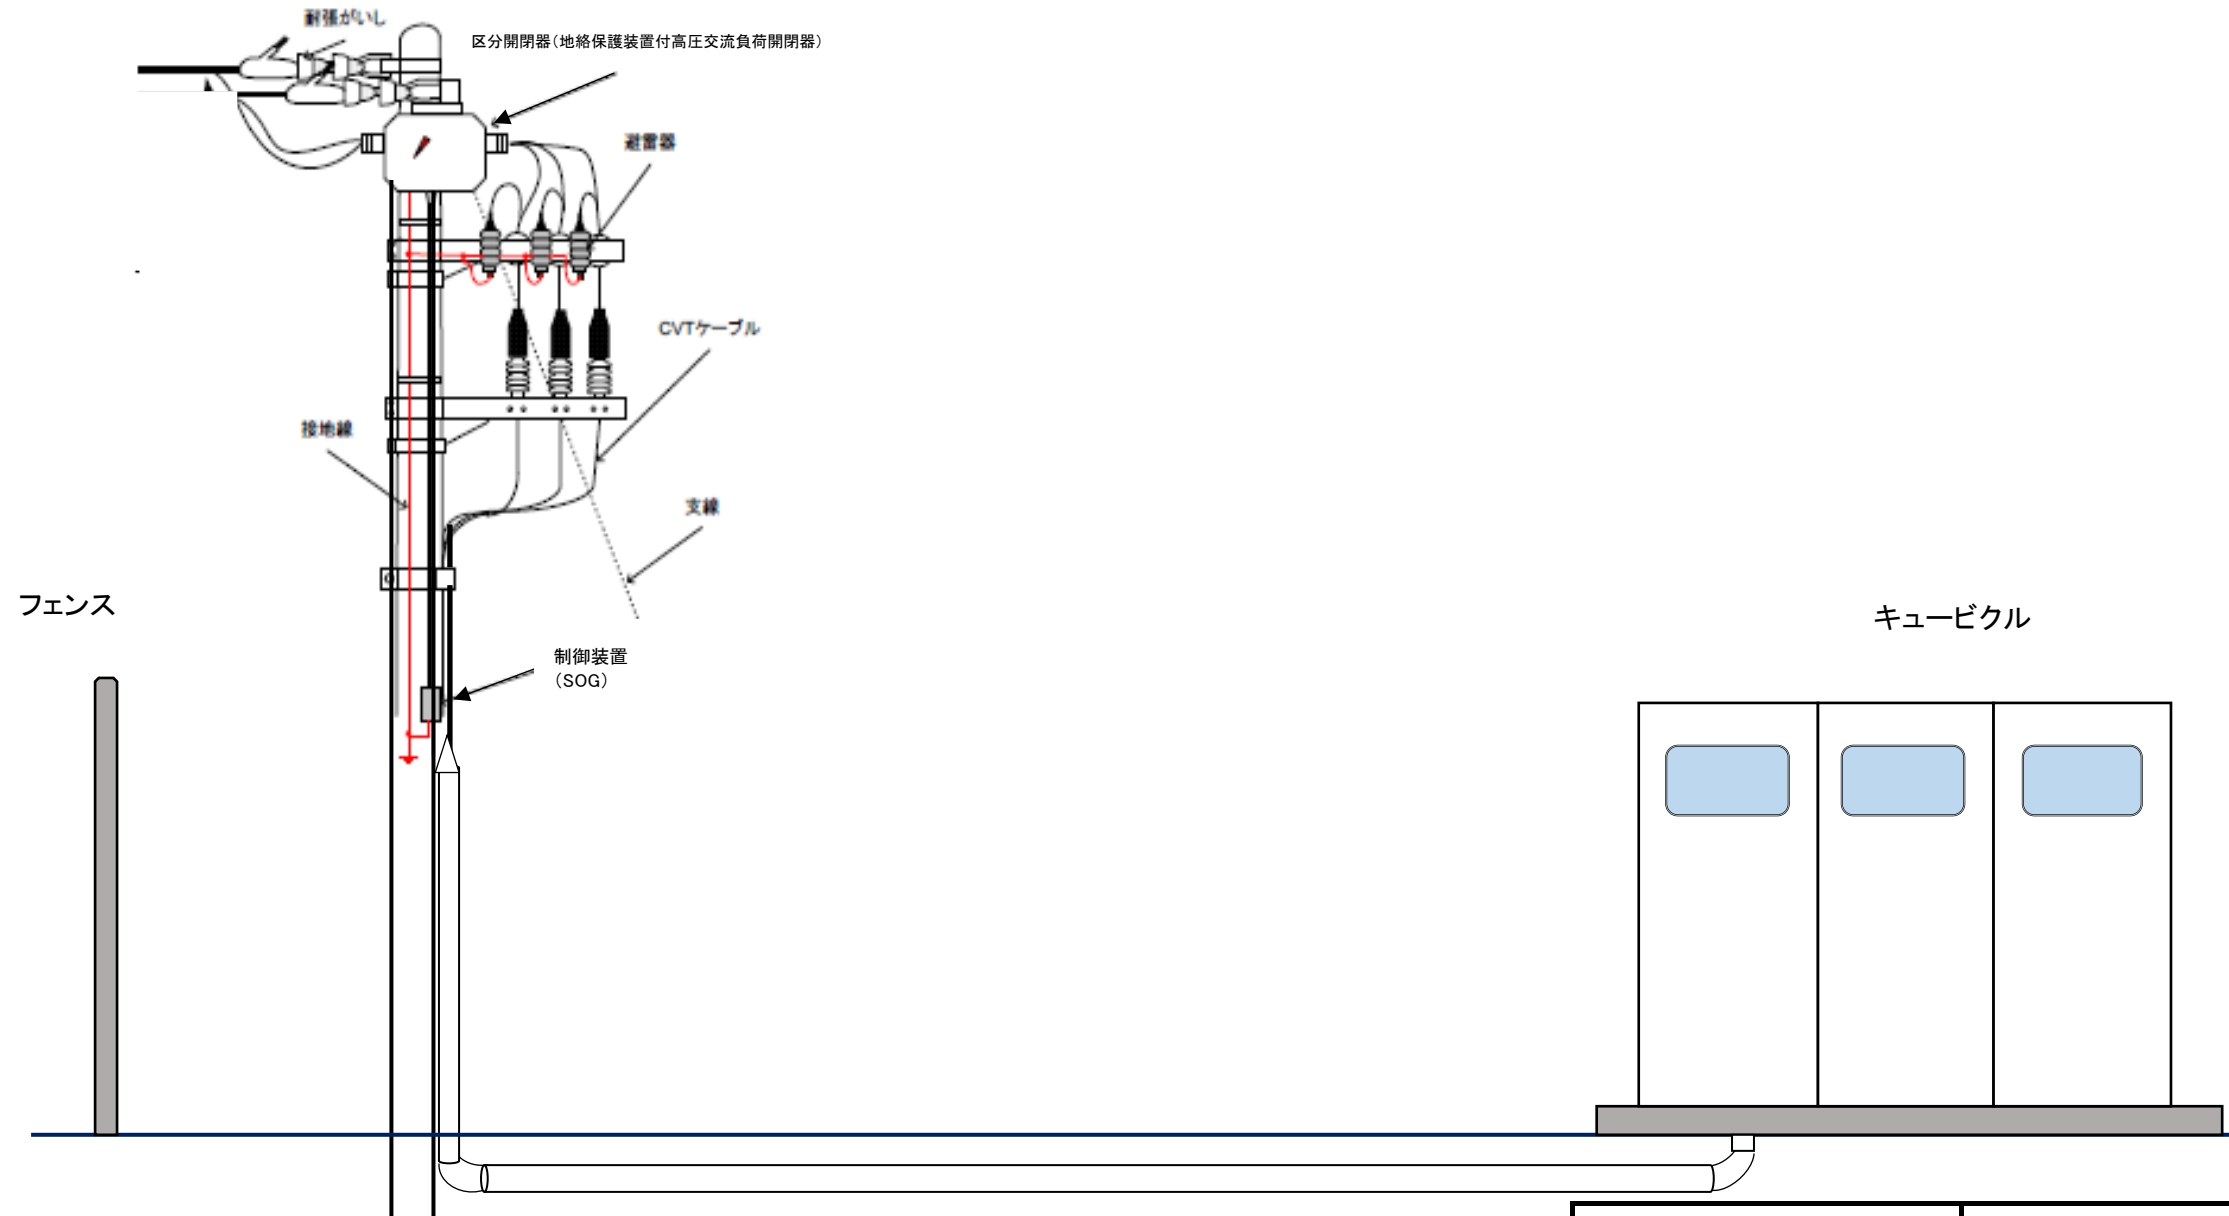 耐張がいし
区分開閉器（地絡保護装置付高圧交流負荷開閉器）
避雷器
CVTケーブル
接地線
支線
フェンス
キュービクル
制御装置
（SOG）